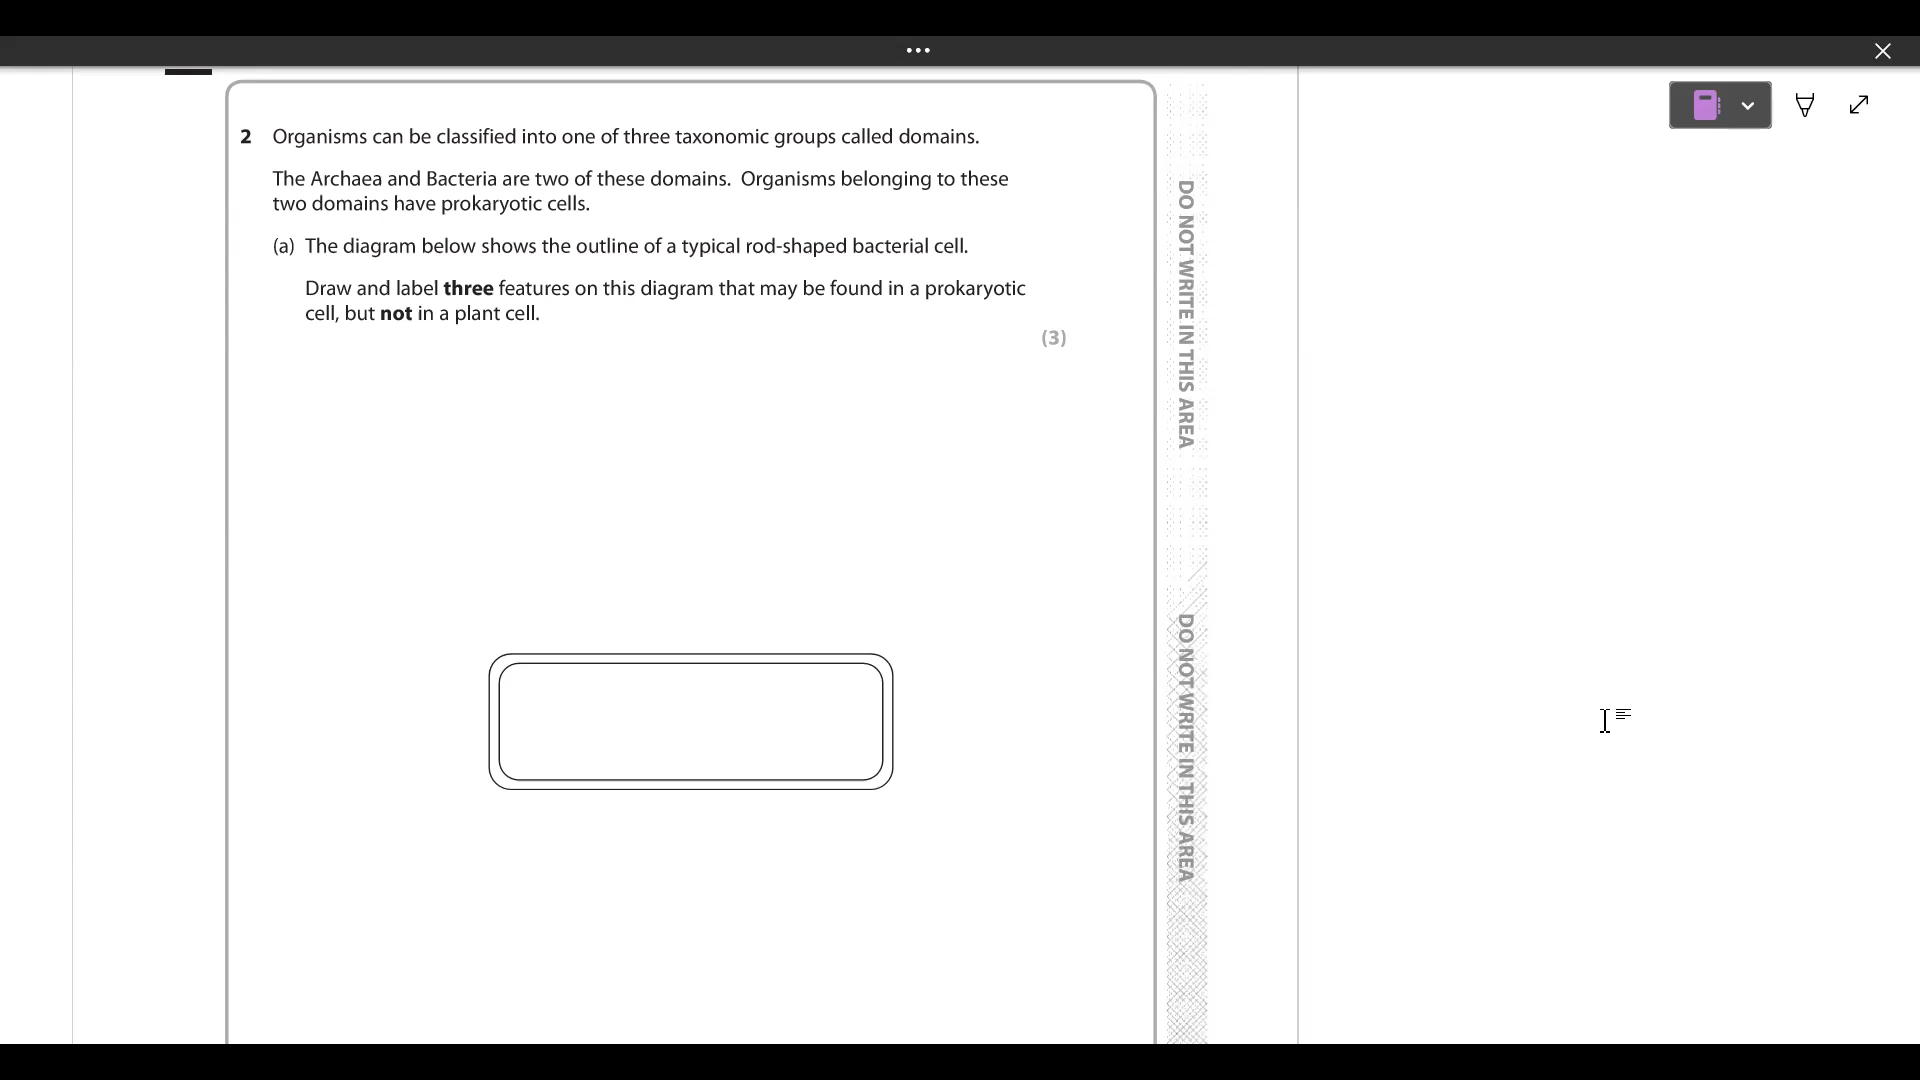 2 Organisms can be classified into one of three taxonomic groups called domains.
The Archaea and Bacteria are two of these domains. Organisms belonging to these
two domains have prokaryotic cells.
(a) The diagram below shows the outline of a typical rod-shaped bacterial cell.
Draw and label three features on this diagram that may be found in a prokaryotic
cell, but not in a plant cell.
(3)
DO NOT WRITE IN THIS AREA
DO NOT WRITE IN THIS AREA